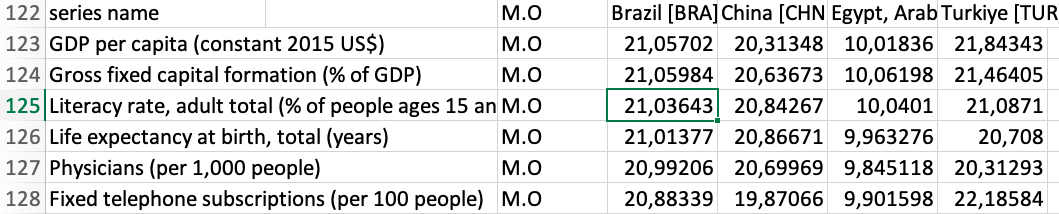 122 series name M.O Brazil [BRA] China [CHN Egypt, Arab Turkiye [TUR
123 GDP per capita (constant 2015 US$) M.O 21,05702 20,31348 10,01836 21,84343
124 Gross fixed capital formation (% of GDP) M.O 21,05984 20,63673 10,06198 21,46405
125 Literacy rate, adult total (% of people ages 15 an M.O 21,03643 20,84267 10,0401 21,0871
126 Life expectancy at birth, total (years) M.O 21,01377 20,86671 9,963276 20,708
127 Physicians (per 1,000 people) M.O 20,99206 20,69969 9,845118 20,31293
128 Fixed telephone subscriptions (per 100 people) M.O 20,88339 19,87066 9,901598 22,18584